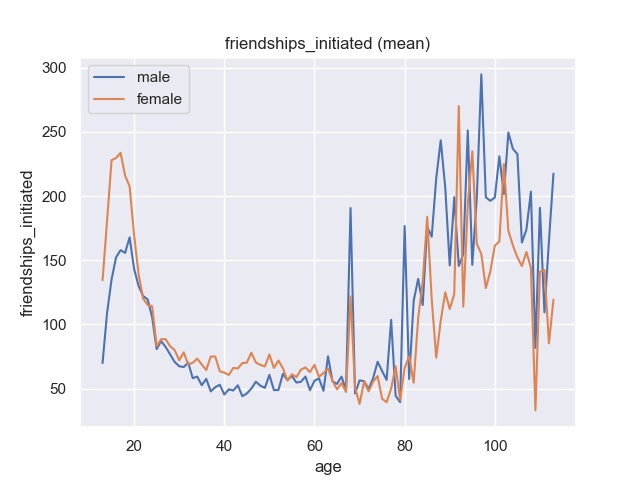 friendships_initiated (mean)
male
female
friendships_initiated
300
250
200
150
100
50
20 40 60 80 100
age